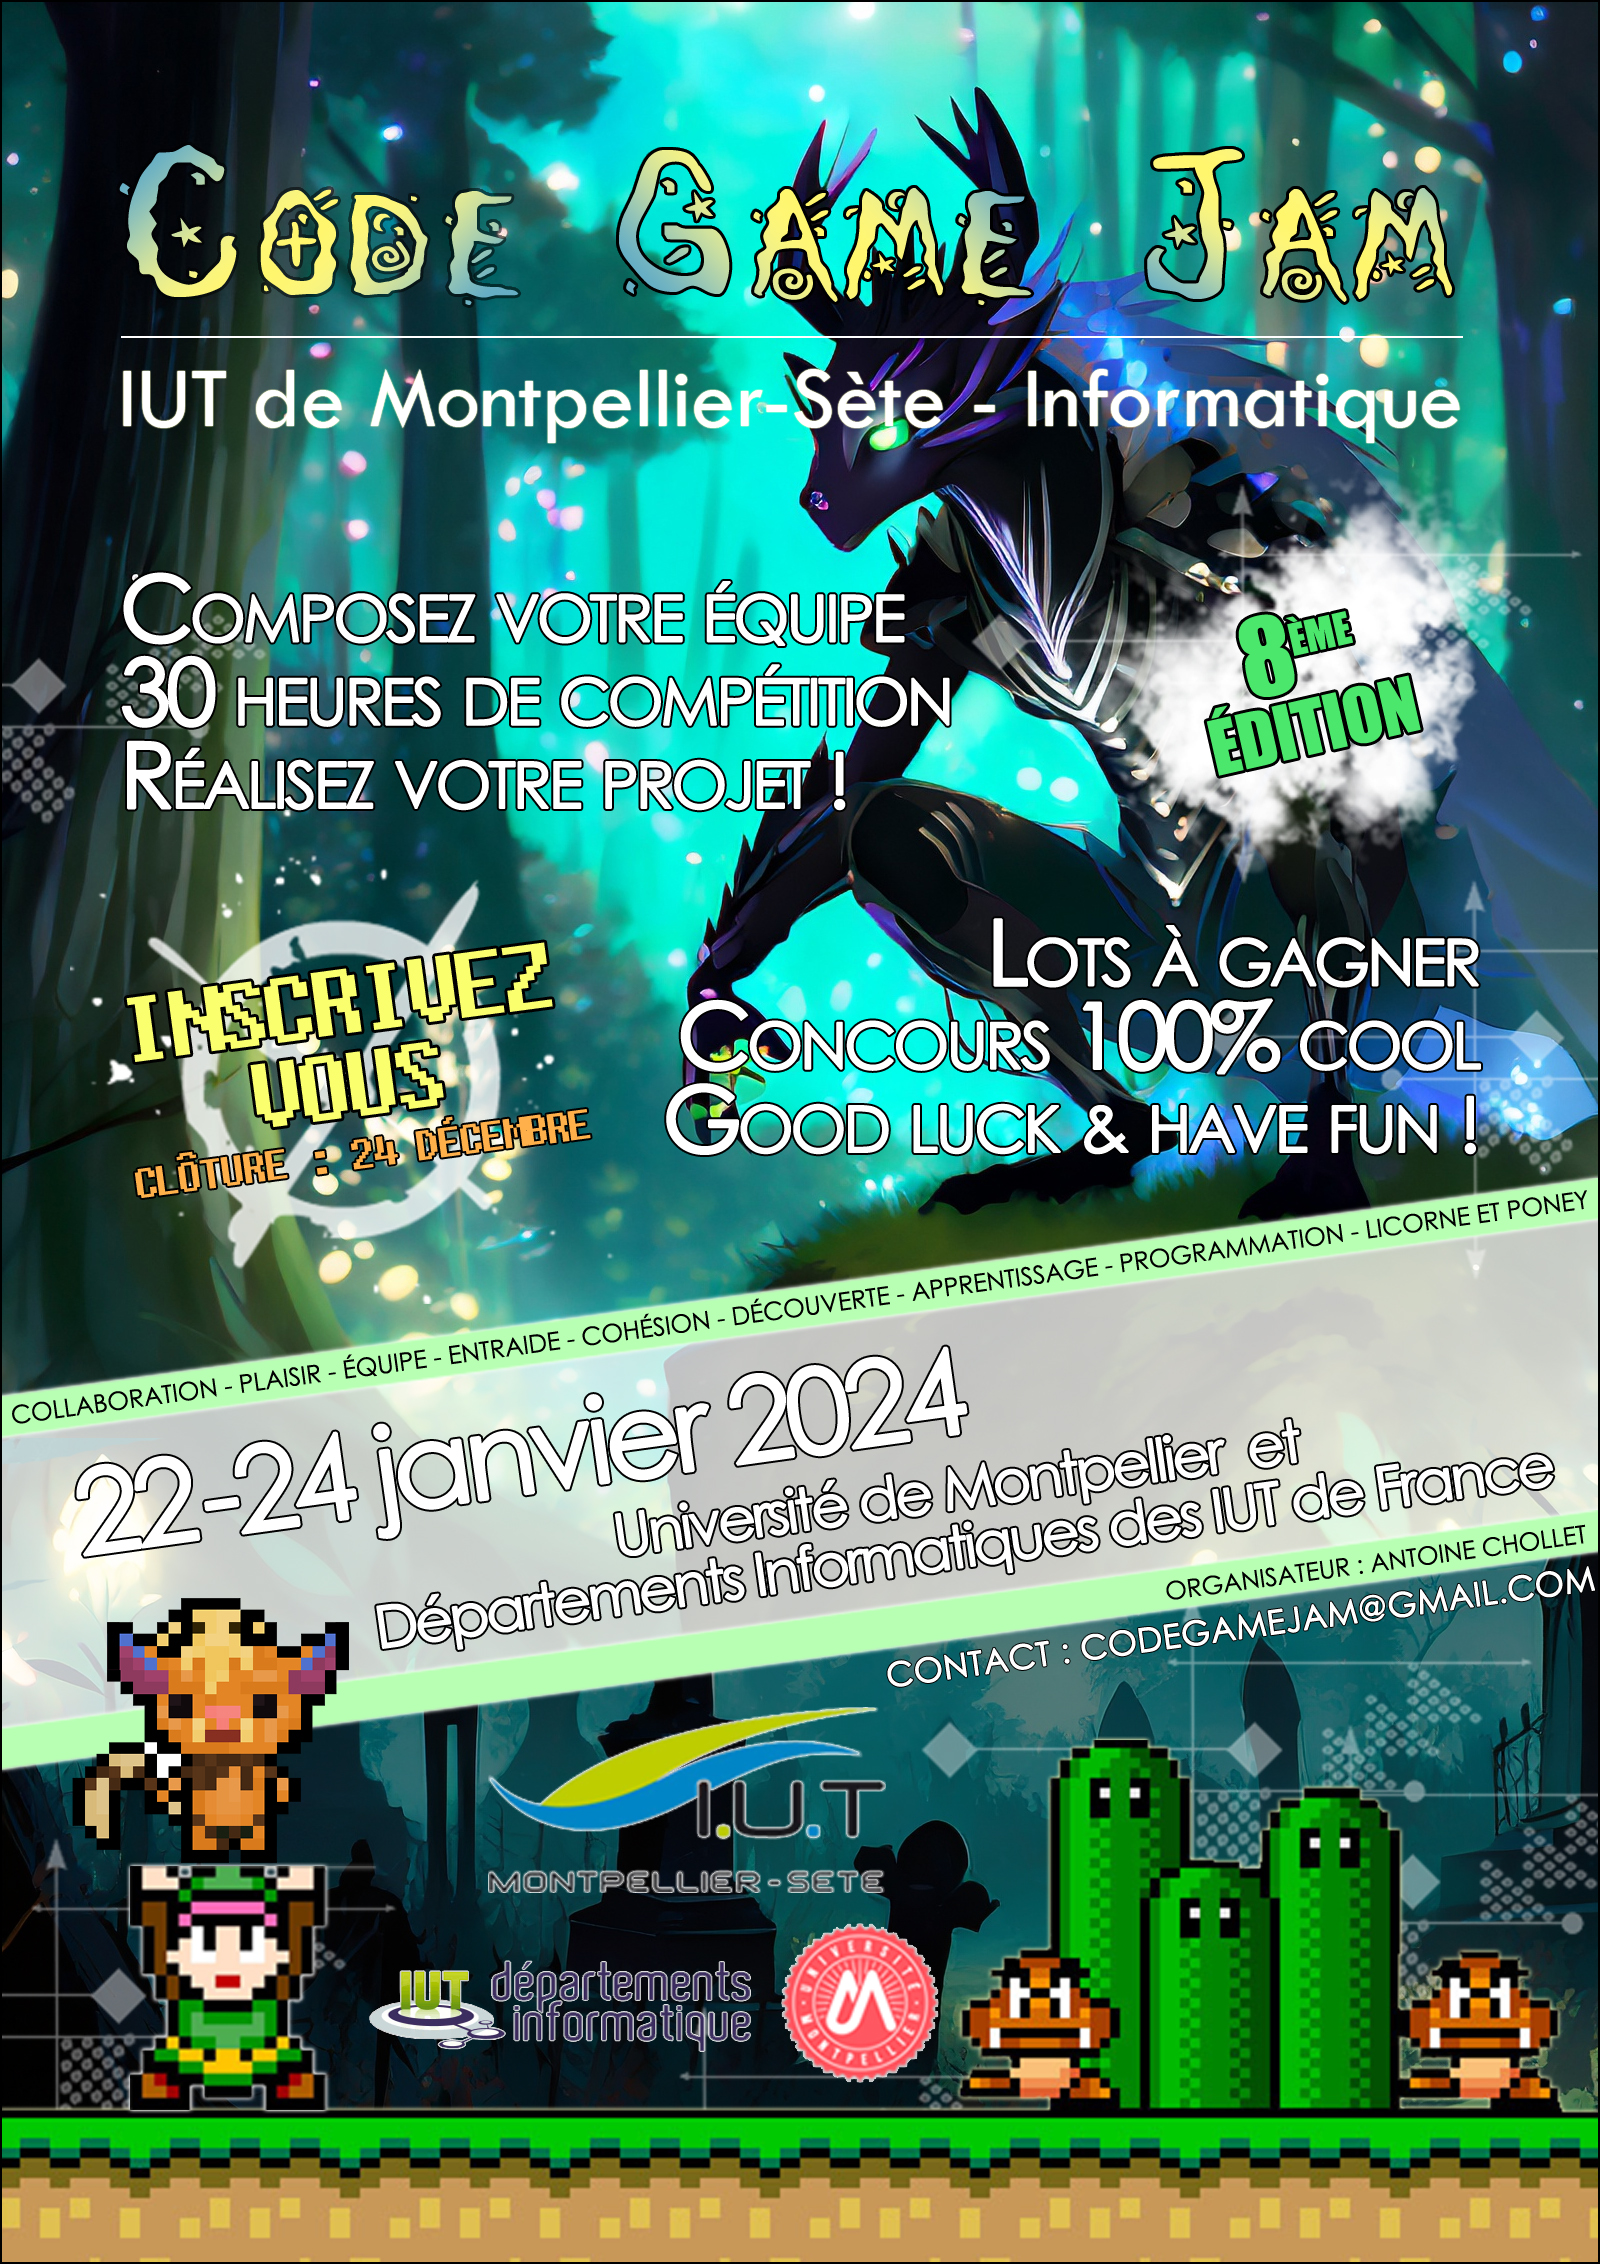 CODE GAME JAM
IUT de Montpellier-Sète - Informatique
COMPOSEZ VOTRE ÉQUIPE
30 HEURES DE COMPÉTITION
RÉALISEZ VOTRE PROJET !
8ÈME
ÉDITION
INSCRIVEZ
VOUS
CLÔTURE : 24 DÉCEMBRE
LOTS À GAGNER
CONCOURS 100% COOL
GOOD LUCK & HAVE FUN !
COLLABORATION - PLAISIR - ÉQUIPE - ENTRAIDE - COHÉSION - DÉCOUVERTE - APPRENTISSAGE - PROGRAMMATION - LICORNE ET PONEY
22-24 janvier 2024
Université de Montpellier et
Départements Informatiques des IUT de France
ORGANISATEUR : ANTOINE CHOLLET
CONTACT : CODEGAMEJAM@GMAIL.COM
I.U.T
MONTPELLIER-SETE
IUT départements
informatique
UNIVERSITÉ
MONTPELLIER